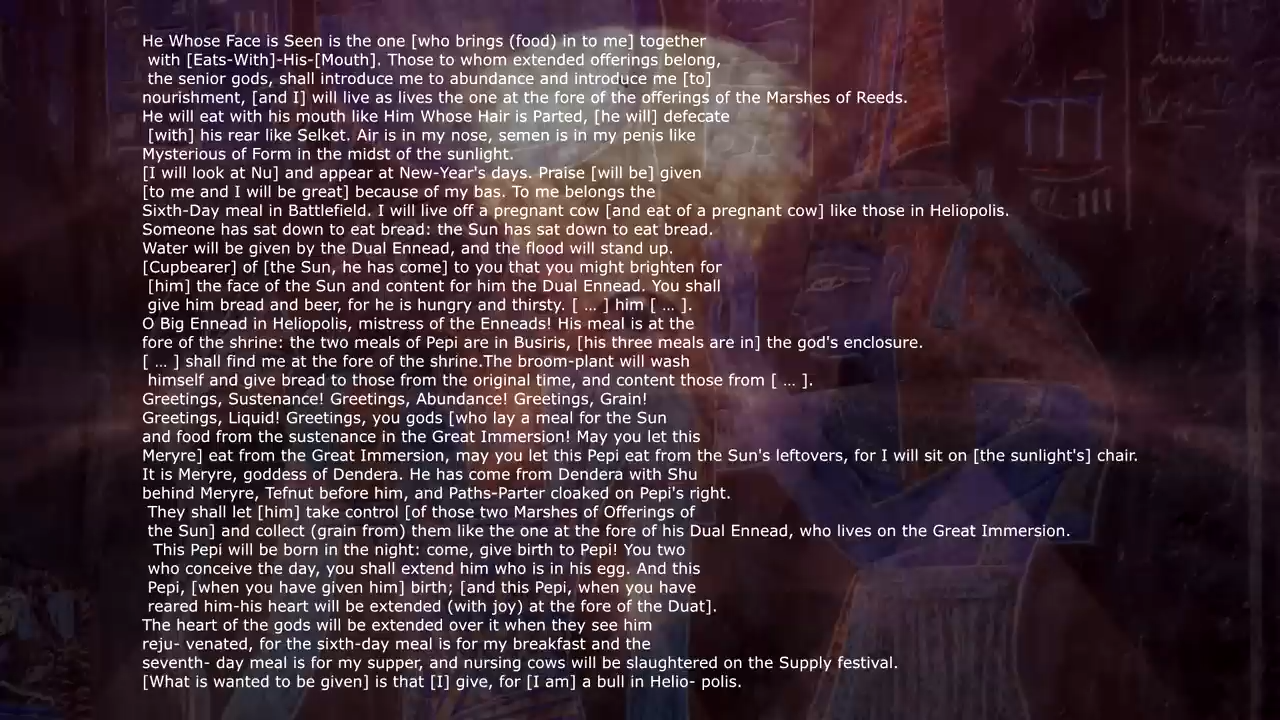 He Whose Face is Seen is the one [who brings (food) in to me] together
with [Eats-With]-His-[Mouth]. Those to whom extended offerings belong,
the senior gods, shall introduce me to abundance and introduce me [to]
nourishment, [and I] will live as lives the one at the fore of the offerings of the Marshes of Reeds.
He will eat with his mouth like Him Whose Hair is Parted, [he will] defecate
[with] his rear like Selket. Air is in my nose, semen is in my penis like
Mysterious of Form in the midst of the sunlight.
[I will look at Nu] and appear at New-Year's days. Praise [will be] given
[to me and I will be great] because of my bas. To me belongs the
Sixth-Day meal in Battlefield. I will live off a pregnant cow [and eat of a pregnant cow] like those in Heliopolis.
Someone has sat down to eat bread: the Sun has sat down to eat bread.
Water will be given by the Dual Ennead, and the flood will stand up.
[Cupbearer] of [the Sun, he has come] to you that you might brighten for
[him] the face of the Sun and content for him the Dual Ennead. You shall
give him bread and beer, for he is hungry and thirsty. [ … ] him [ … ].
O Big Ennead in Heliopolis, mistress of the Enneads! His meal is at the
fore of the shrine: the two meals of Pepi are in Busiris, [his three meals are in] the god's enclosure.
[ … ] shall find me at the fore of the shrine.The broom-plant will wash
himself and give bread to those from the original time, and content those from [ … ].
Greetings, Sustenance! Greetings, Abundance! Greetings, Grain!
Greetings, Liquid! Greetings, you gods [who lay a meal for the Sun
and food from the sustenance in the Great Immersion! May you let this
Meryre] eat from the Great Immersion, may you let this Pepi eat from the Sun's leftovers, for I will sit on [the sunlight's] chair.
It is Meryre, goddess of Dendera. He has come from Dendera with Shu
behind Meryre, Tefnut before him, and Paths-Parter cloaked on Pepi's right.
They shall let [him] take control [of those two Marshes of Offerings of
the Sun] and collect (grain from) them like the one at the fore of his Dual Ennead, who lives on the Great Immersion.
This Pepi will be born in the night: come, give birth to Pepi! You two
who conceive the day, you shall extend him who is in his egg. And this
Pepi, [when you have given him] birth; [and this Pepi, when you have
reared him-his heart will be extended (with joy) at the fore of the Duat].
The heart of the gods will be extended over it when they see him
reju- venated, for the sixth-day meal is for my breakfast and the
seventh- day meal is for my supper, and nursing cows will be slaughtered on the Supply festival.
[What is wanted to be given] is that [I] give, for [I am] a bull in Helio- polis.